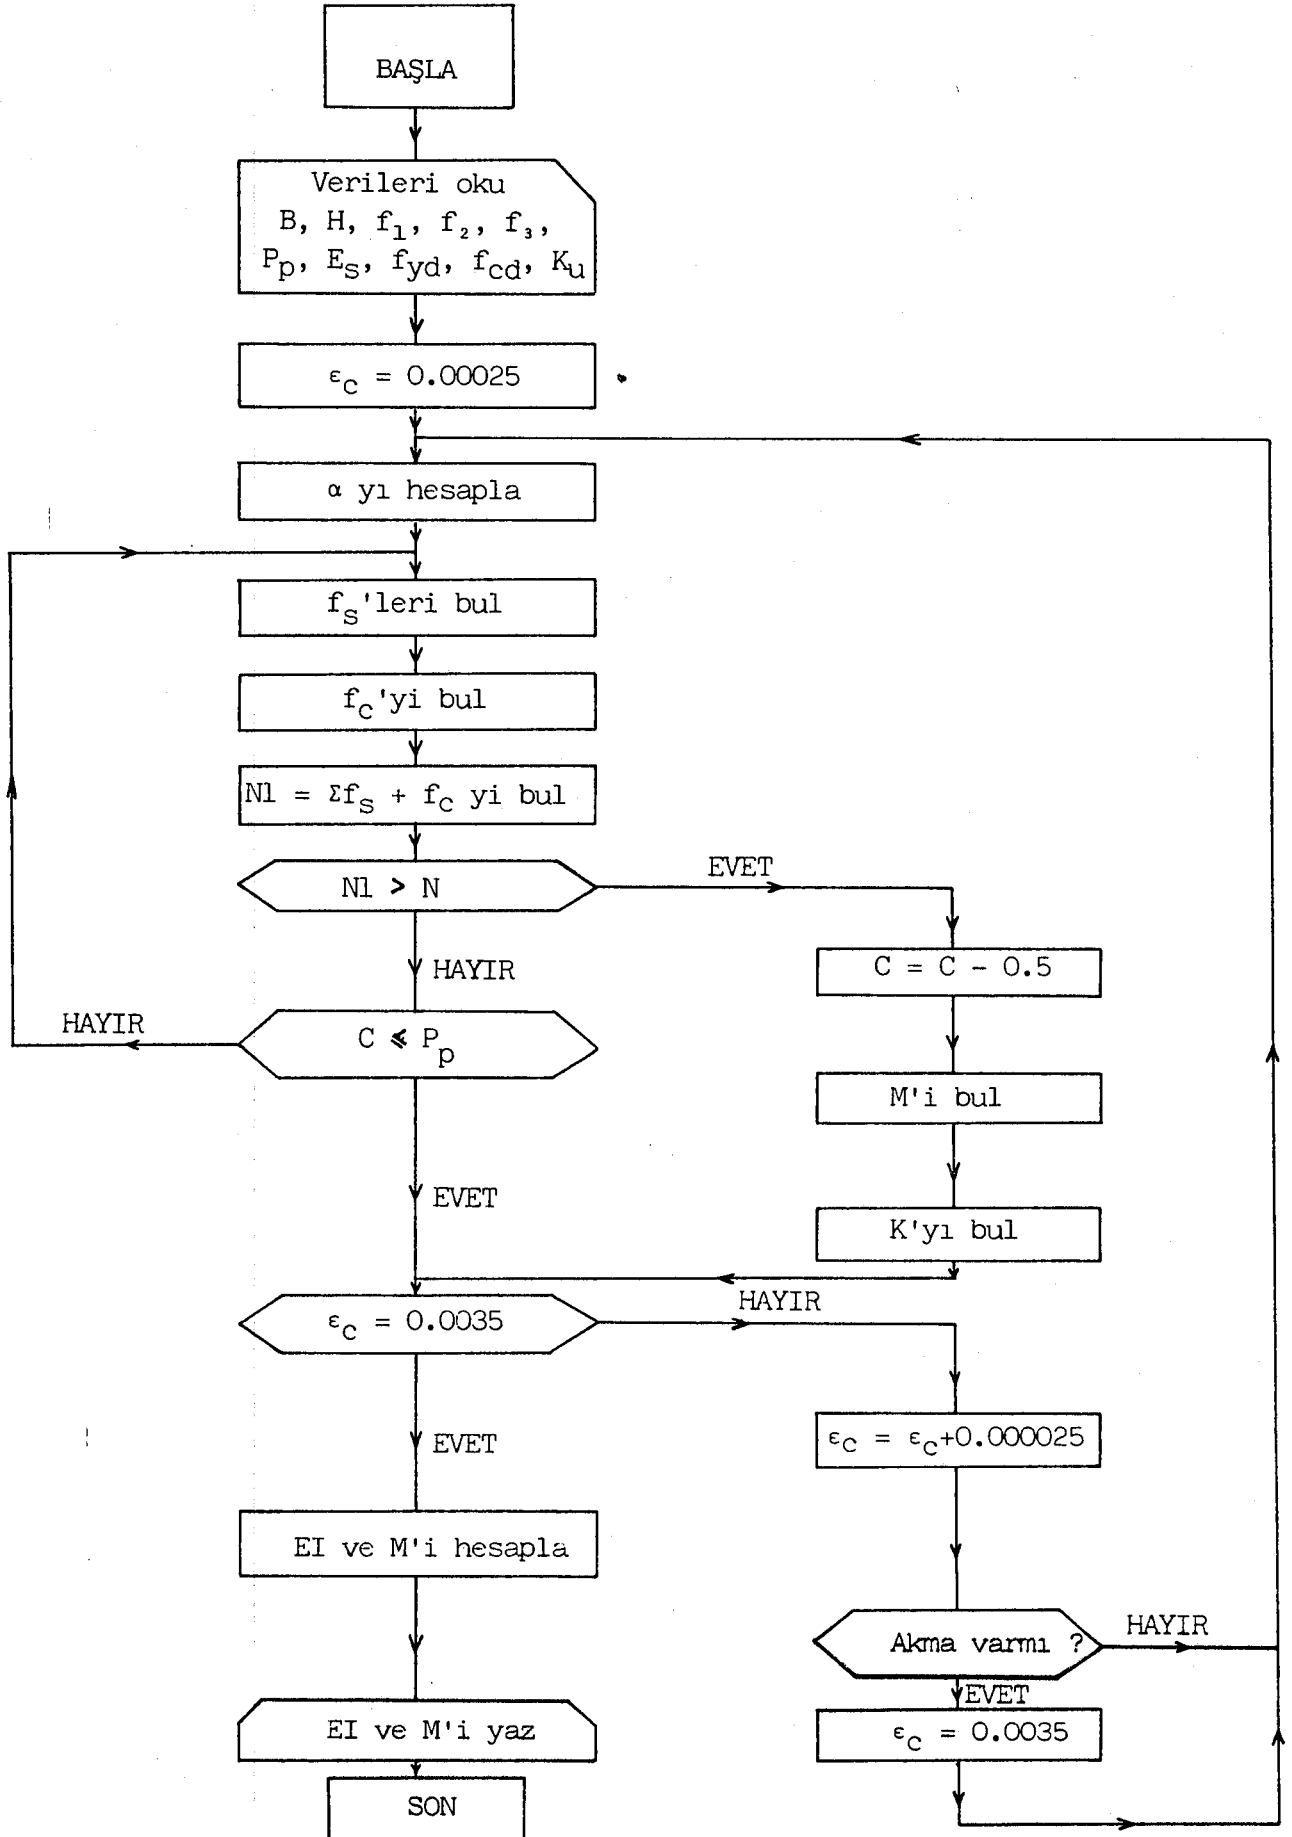 BAŞLA
Verileri oku
B, H, f₁, f₂, f₃,
Pp, Es, fyd, fcd, Ku
εc = 0.00025
α yı hesapla
fs'leri bul
fc'yi bul
N1 = Σfs + fc yi bul
N1 > N
EVET
HAYIR
C = C - 0.5
HAYIR
C ≤ Pp
M'i bul
EVET
K'yı bul
εc = 0.0035
HAYIR
EVET
εc = εc+0.000025
EI ve M'i hesapla
Akma varmı ?
HAYIR
EVET
EI ve M'i yaz
εc = 0.0035
SON